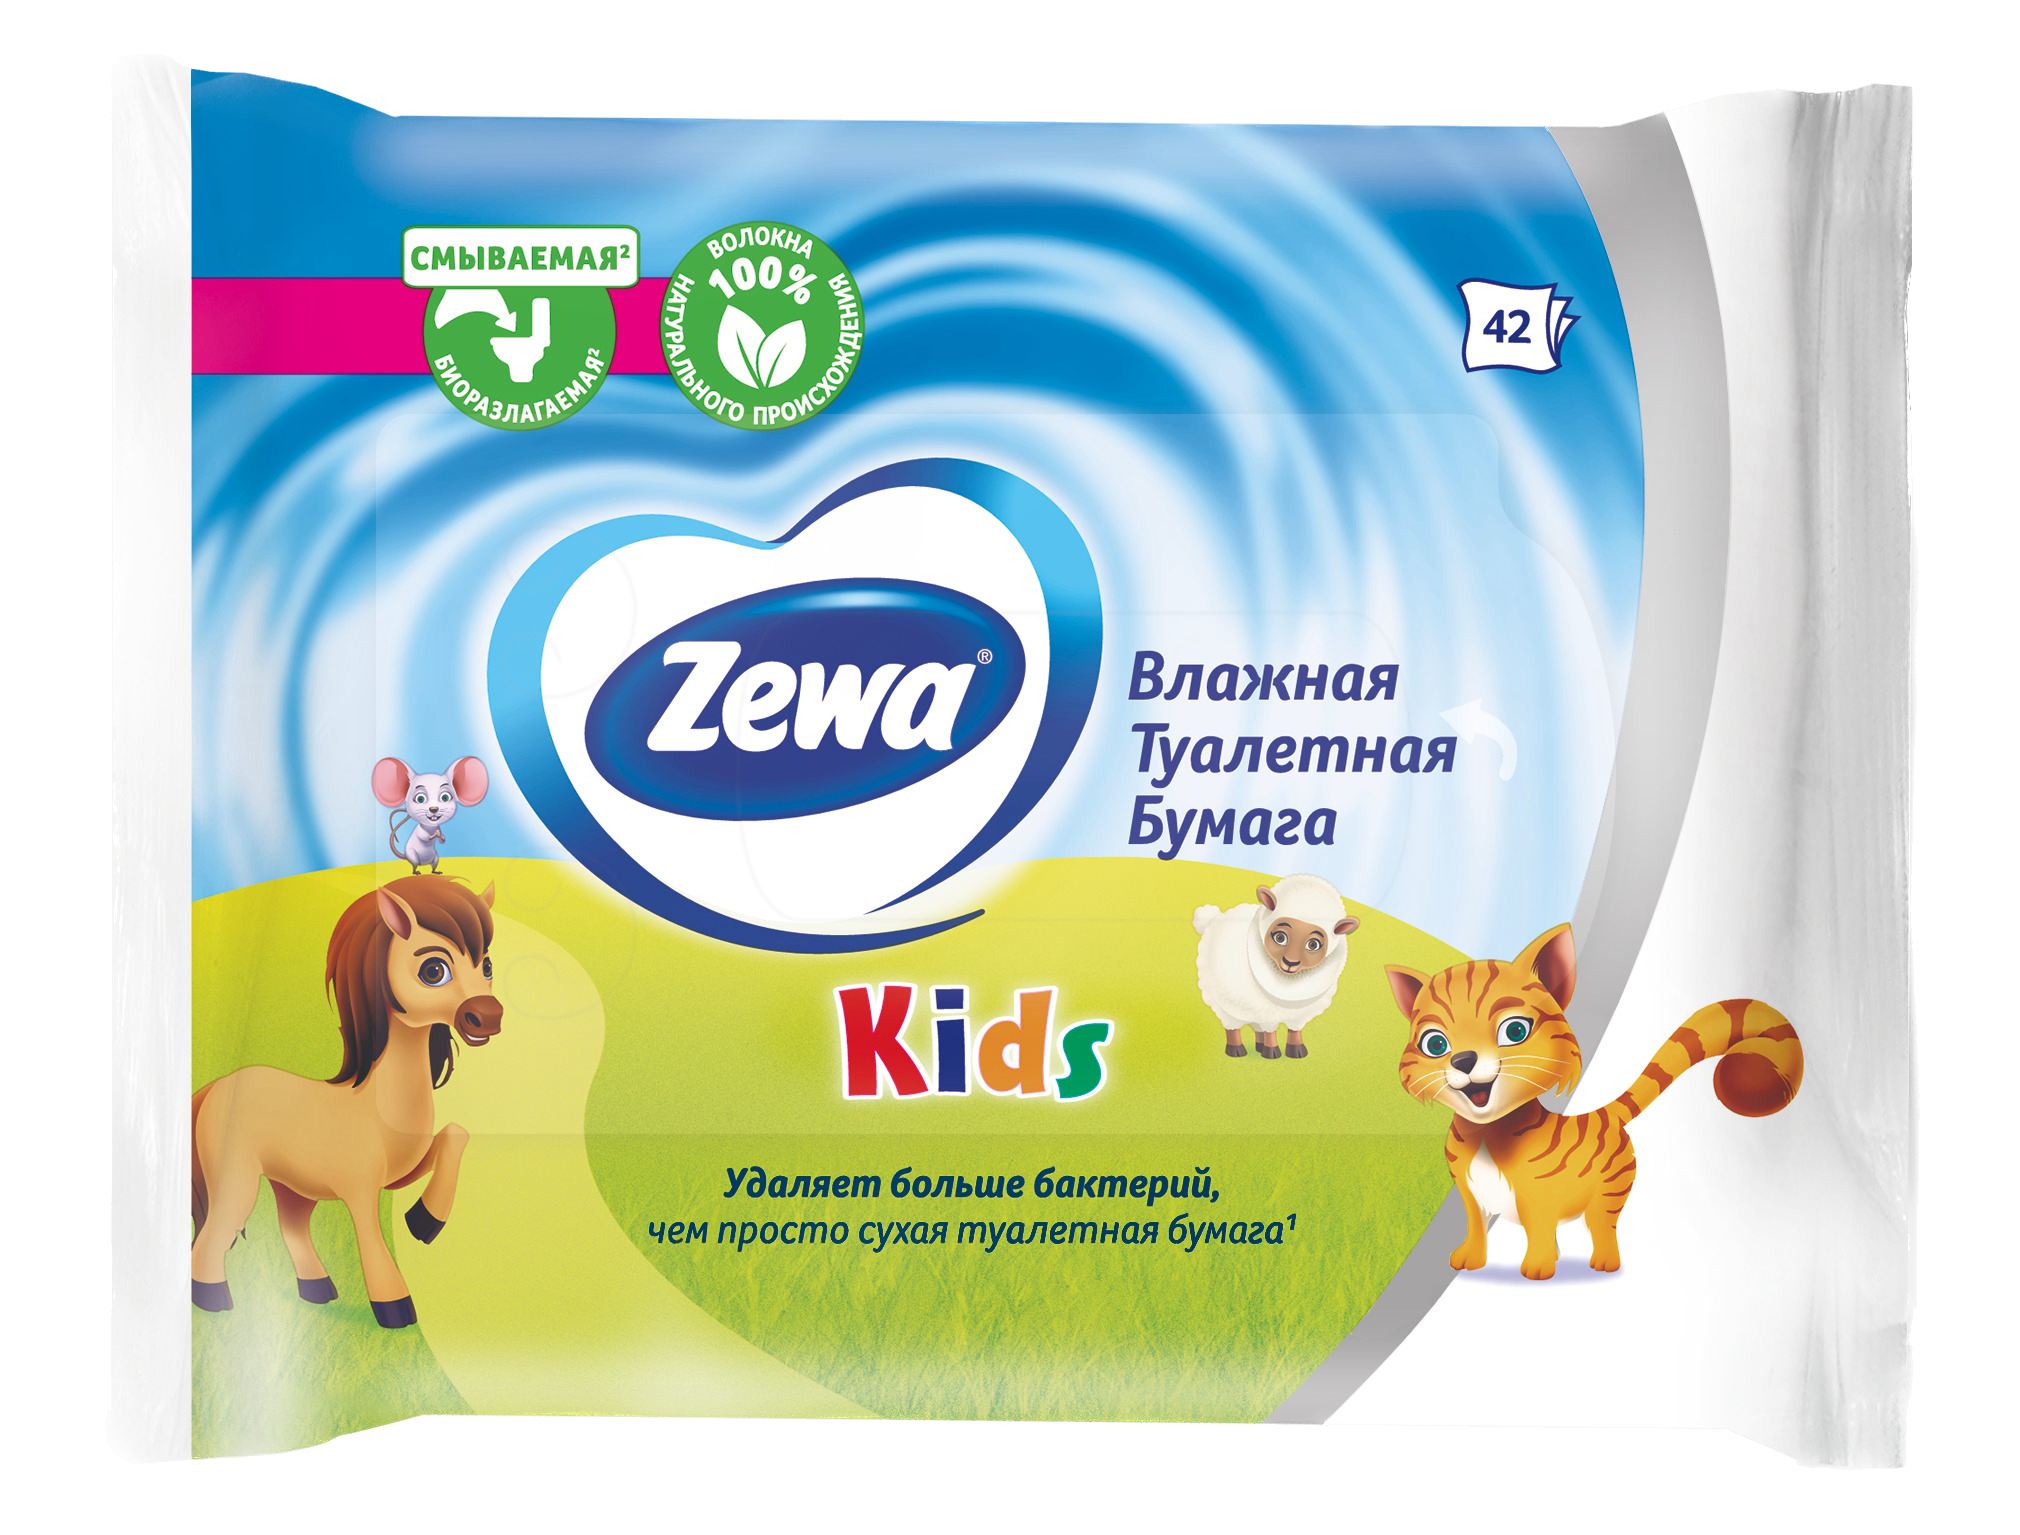 СМЫВАЕМАЯ²
БИОРАЗЛАГАЕМАЯ²
ВОЛОКНА
100%
НАТУРАЛЬНОГО ПРОИСХОЖДЕНИЯ
42
Zewa®
Влажная
Туалетная
Бумага
Kids
Удаляет больше бактерий,
чем просто сухая туалетная бумага¹